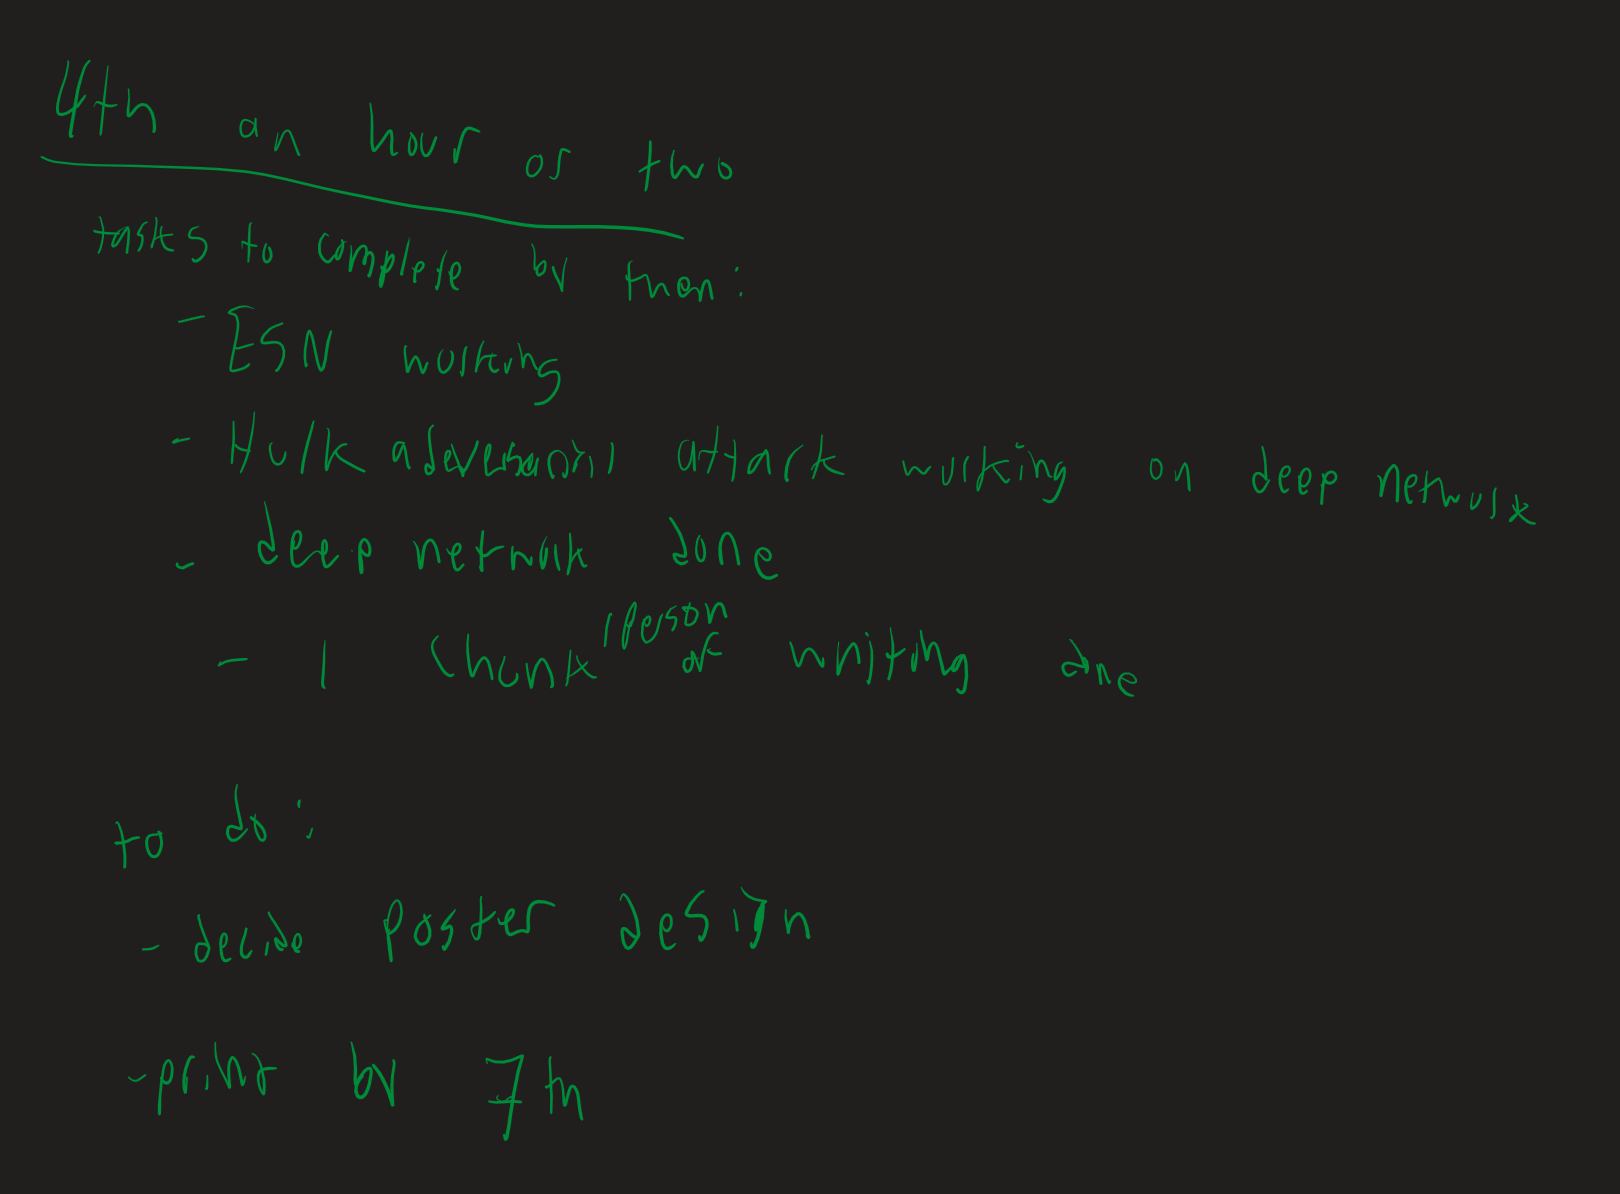 4th an hour or two
tasks to complete by then:
- ESN working
- Hulk adversarial attack working on deep network
- deep network done
- 1 chunk /person of writing done
to do:
- decide poster design
- print by 7th